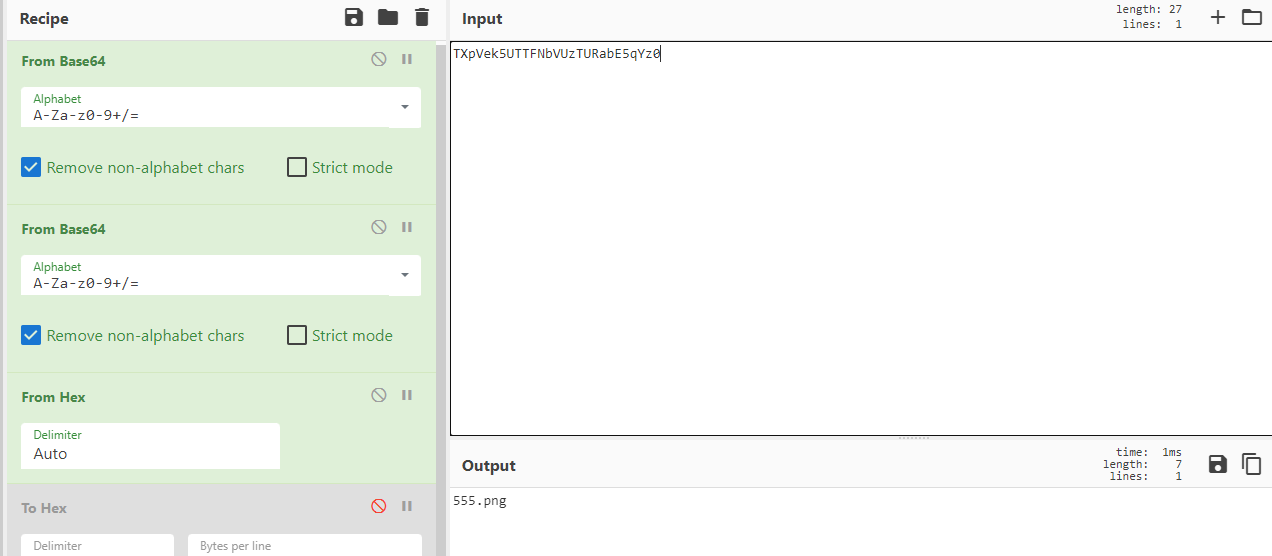 Recipe
From Base64
Alphabet
A-Za-z0-9+/=
Remove non-alphabet chars
Strict mode
From Base64
Alphabet
A-Za-z0-9+/=
Remove non-alphabet chars
Strict mode
From Hex
Delimiter
Auto
To Hex
Delimiter
Bytes per line
Input
length: 27
lines: 1
TXpVek5UTTFNbVUzTURabE5qYz0
Output
time: 1ms
length: 7
lines: 1
555.png